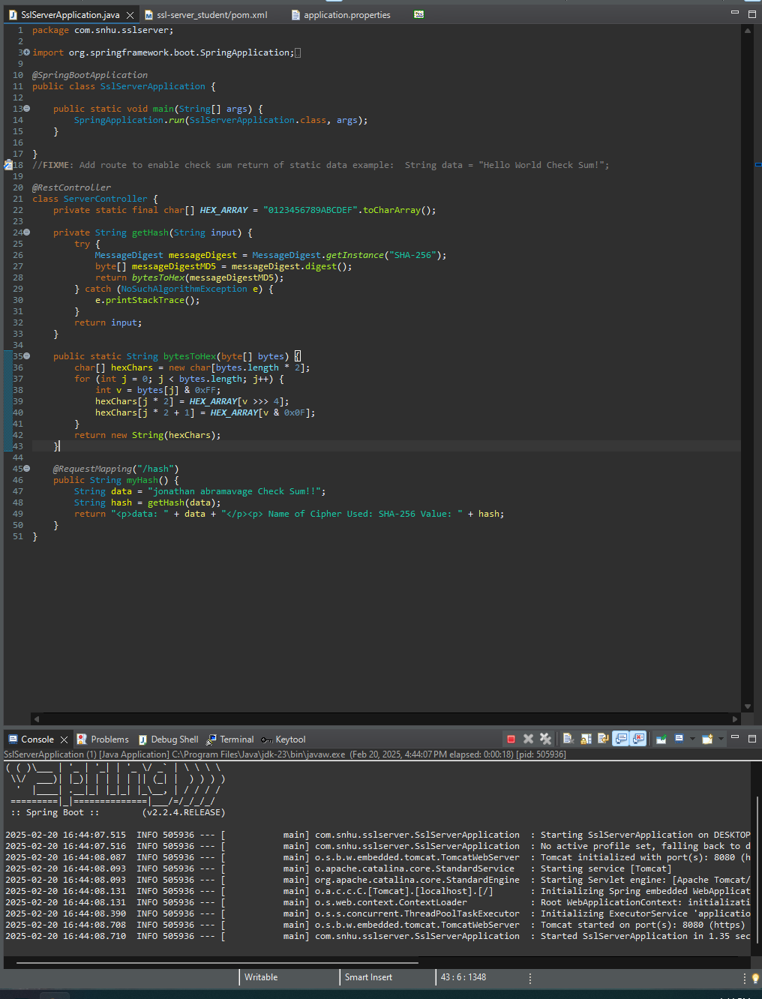 SslServerApplication.java
ssl-server_student/pom.xml
application.properties
1 package com.snhu.sslserver;
2
3 import org.springframework.boot.SpringApplication;
9
10 @SpringBootApplication
11 public class SslServerApplication {
12
13 public static void main(String[] args) {
14 SpringApplication.run(SslServerApplication.class, args);
15 }
16
17 }
18 //FIXME: Add route to enable check sum return of static data example:  String data = "Hello World Check Sum!";
19
20 @RestController
21 class ServerController {
22 private static final char[] HEX_ARRAY = "0123456789ABCDEF".toCharArray();
23
24 private String getHash(String input) {
25 try {
26 MessageDigest messageDigest = MessageDigest.getInstance("SHA-256");
27 byte[] messageDigestMD5 = messageDigest.digest();
28 return bytesToHex(messageDigestMD5);
29 } catch (NoSuchAlgorithmException e) {
30 e.printStackTrace();
31 }
32 return input;
33 }
34
35 public static String bytesToHex(byte[] bytes) {
36 char[] hexChars = new char[bytes.length * 2];
37 for (int j = 0; j < bytes.length; j++) {
38 int v = bytes[j] & 0xFF;
39 hexChars[j * 2] = HEX_ARRAY[v >>> 4];
40 hexChars[j * 2 + 1] = HEX_ARRAY[v & 0x0F];
41 }
42 return new String(hexChars);
43 }
44
45 @RequestMapping("/hash")
46 public String myHash() {
47 String data = "jonathan abramavage Check Sum!!";
48 String hash = getHash(data);
49 return "<p>data: " + data + "</p><p> Name of Cipher Used: SHA-256 Value: " + hash;
50 }
51 }
Console Problems Debug Shell Terminal Keytool
SslServerApplication (1) [Java Application] C:\Program Files\Java\jdk-23\bin\javaw.exe (Feb 20, 2025, 4:44:07 PM elapsed: 0:00:18) [pid: 505936]
( ( )\___ | '_ | '_| | '_ \/ _` | \ \ \ \
\\/  ___)| |_)| | | | | || (_| |  ) ) ) )
'  |____| .__|_| |_|_| |_\__, | / / / /
=========|_|==============|___/=/_/_/_/
:: Spring Boot ::        (v2.2.4.RELEASE)
2025-02-20 16:44:07.515  INFO 505936 --- [           main] com.snhu.sslserver.SslServerApplication  : Starting SslServerApplication on DESKTOP
2025-02-20 16:44:07.516  INFO 505936 --- [           main] com.snhu.sslserver.SslServerApplication  : No active profile set, falling back to d
2025-02-20 16:44:08.087  INFO 505936 --- [           main] o.s.b.w.embedded.tomcat.TomcatWebServer  : Tomcat initialized with port(s): 8080 (h
2025-02-20 16:44:08.093  INFO 505936 --- [           main] o.apache.catalina.core.StandardService   : Starting service [Tomcat]
2025-02-20 16:44:08.093  INFO 505936 --- [           main] org.apache.catalina.core.StandardEngine  : Starting Servlet engine: [Apache Tomcat/
2025-02-20 16:44:08.131  INFO 505936 --- [           main] o.a.c.c.C.[Tomcat].[localhost].[/]       : Initializing Spring embedded WebApplicat
2025-02-20 16:44:08.131  INFO 505936 --- [           main] o.s.web.context.ContextLoader            : Root WebApplicationContext: initializati
2025-02-20 16:44:08.390  INFO 505936 --- [           main] o.s.s.concurrent.ThreadPoolTaskExecutor  : Initializing ExecutorService 'applicatio
2025-02-20 16:44:08.708  INFO 505936 --- [           main] o.s.b.w.embedded.tomcat.TomcatWebServer  : Tomcat started on port(s): 8080 (https)
2025-02-20 16:44:08.710  INFO 505936 --- [           main] com.snhu.sslserver.SslServerApplication  : Started SslServerApplication in 1.35 sec
Writable Smart Insert 43 : 6 : 1348